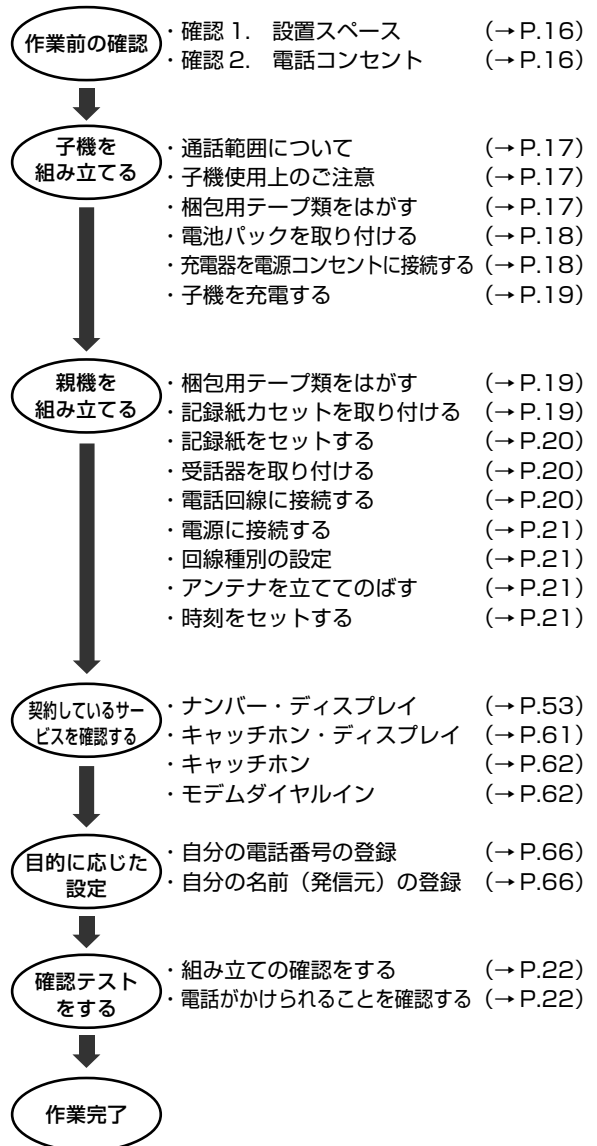 作業前の確認
・確認 1.　設置スペース　（→ P.16）
・確認 2.　電話コンセント　（→ P.16）
子機を
組み立てる
・通話範囲について　（→ P.17）
・子機使用上のご注意　（→ P.17）
・梱包用テープ類をはがす　（→ P.17）
・電池パックを取り付ける　（→ P.18）
・充電器を電源コンセントに接続する（→ P.18）
・子機を充電する　（→ P.19）
親機を
組み立てる
・梱包用テープ類をはがす　（→ P.19）
・記録紙カセットを取り付ける　（→ P.19）
・記録紙をセットする　（→ P.20）
・受話器を取り付ける　（→ P.20）
・電話回線に接続する　（→ P.20）
・電源に接続する　（→ P.21）
・回線種別の設定　（→ P.21）
・アンテナを立ててのばす　（→ P.21）
・時刻をセットする　（→ P.21）
契約しているサー
ビスを確認する
・ナンバー・ディスプレイ　（→ P.53）
・キャッチホン・ディスプレイ　（→ P.61）
・キャッチホン　（→ P.62）
・モデムダイヤルイン　（→ P.62）
目的に応じた
設定
・自分の電話番号の登録　（→ P.66）
・自分の名前（発信元）の登録　（→ P.66）
確認テスト
をする
・組み立ての確認をする　（→ P.22）
・電話がかけられることを確認する（→ P.22）
作業完了